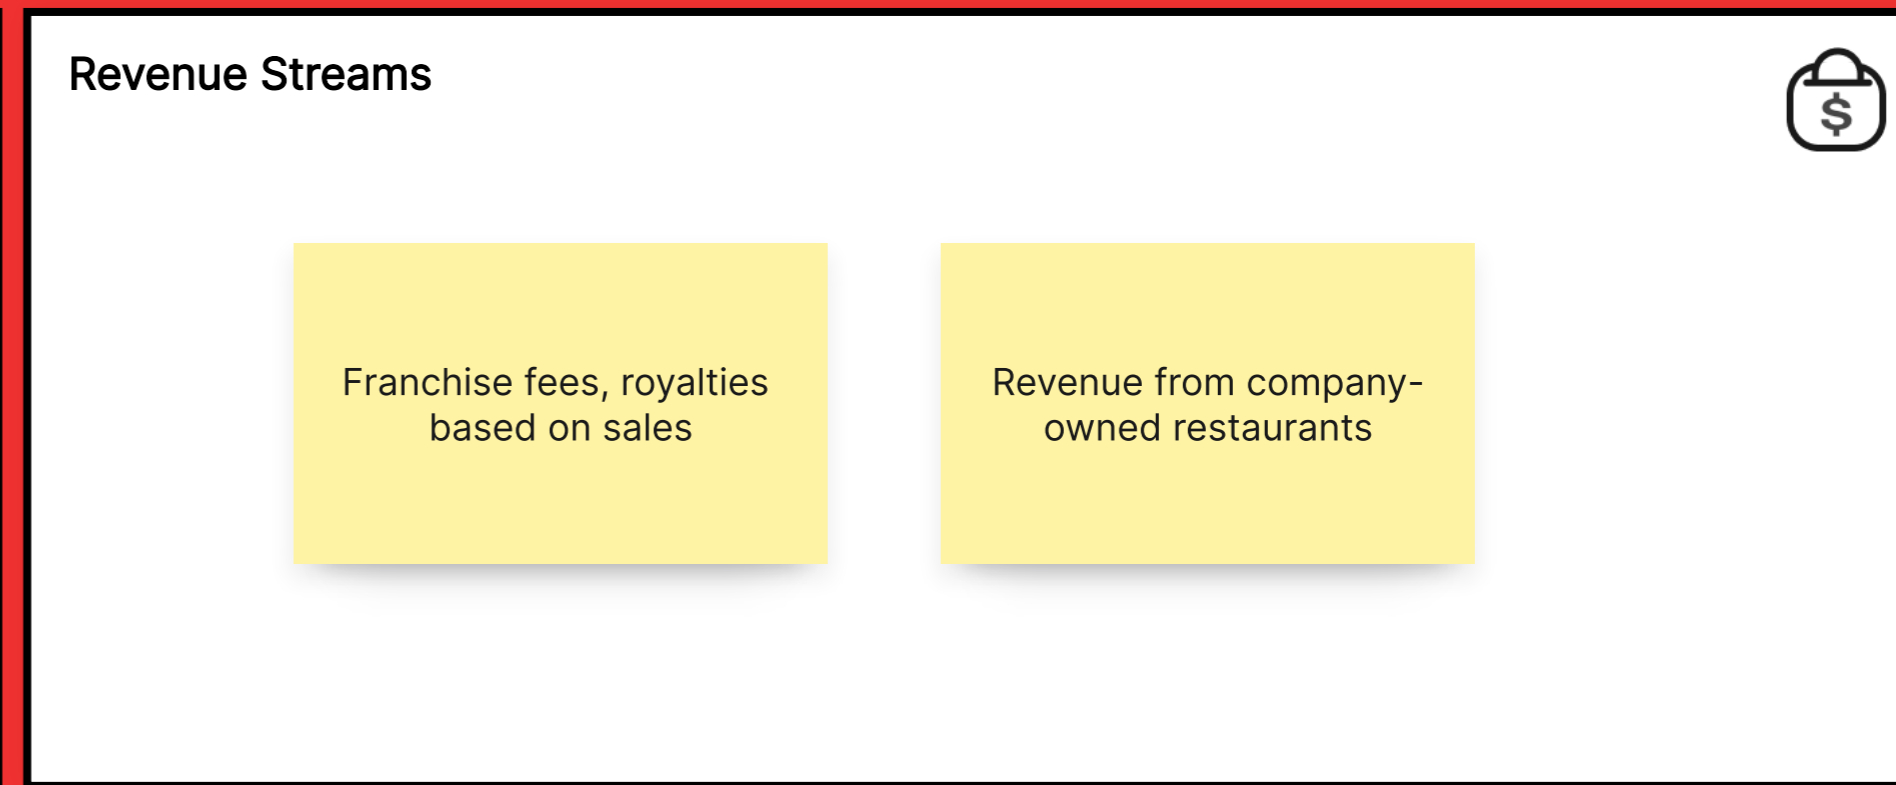 Revenue Streams
$
Franchise fees, royalties
based on sales
Revenue from company-
owned restaurants